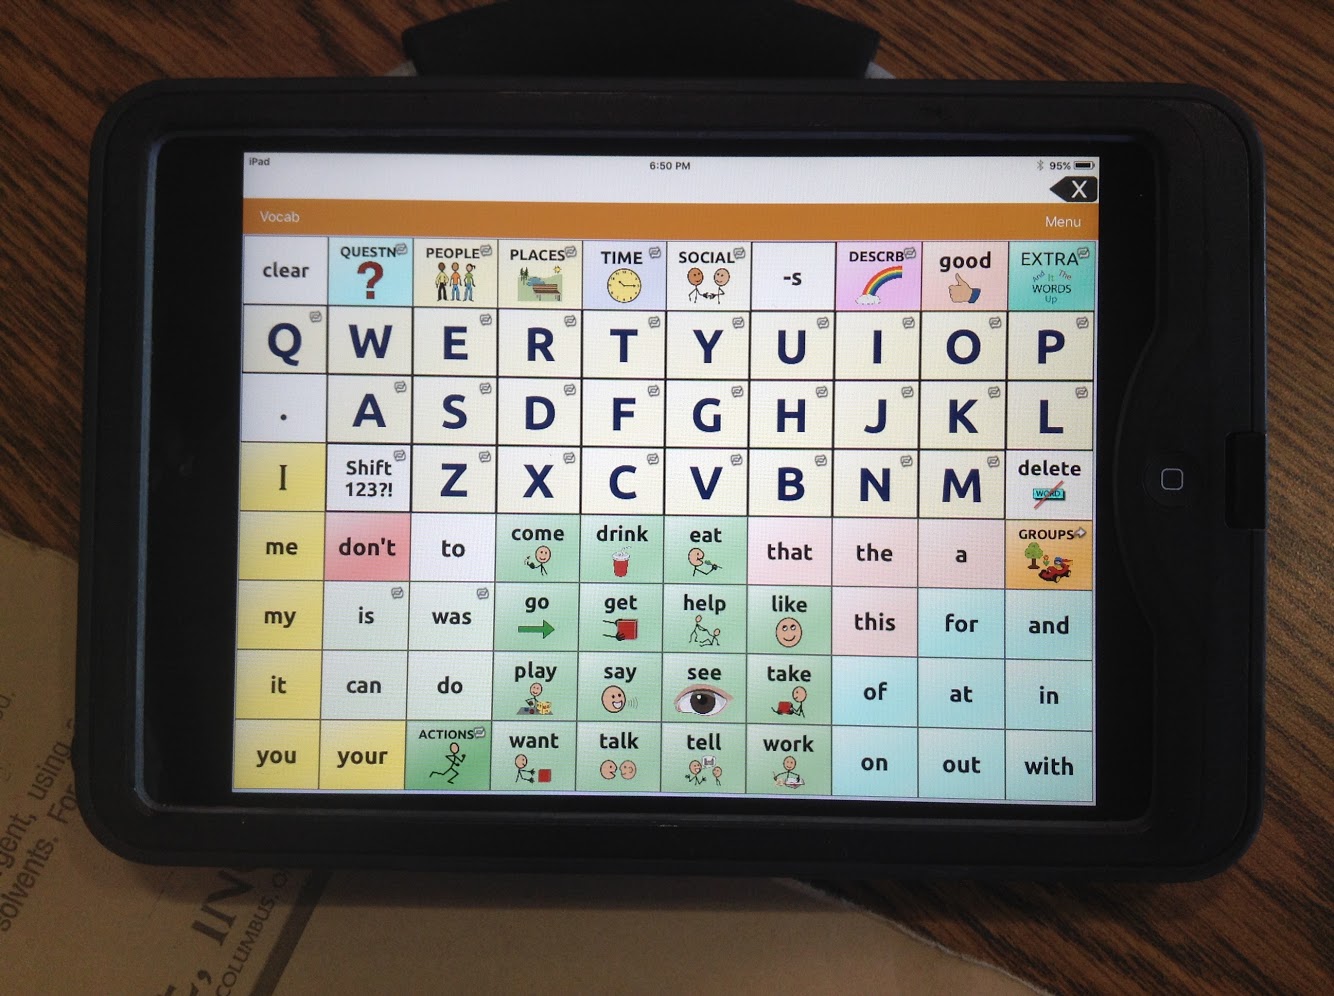 iPad 6:50 PM 95%
X
Vocab Menu
clear QUESTN PEOPLE PLACES TIME SOCIAL -s DESCRB good EXTRA
?
And It The
WORDS
Up
Q W E R T Y U I O P
. A S D F G H J K L
I Shift Z X C V B N M delete
123?!
WORD
me don't to come drink eat that the a GROUPS
my is was go get help like this for and
it can do play say see take of at in
you your ACTIONS want talk tell work on out with
gent, using
solvents. For
COLUMBUS, O